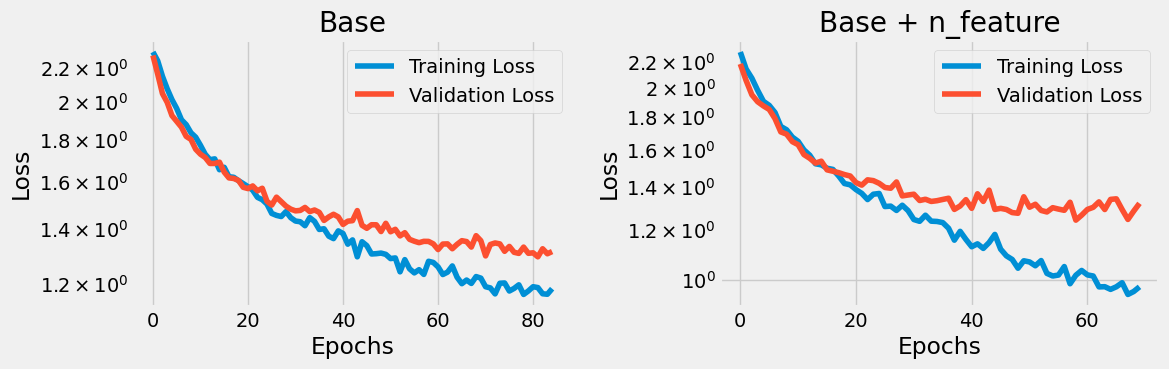 Base
Loss
2.2 × 10⁰
2 × 10⁰
1.8 × 10⁰
1.6 × 10⁰
1.4 × 10⁰
1.2 × 10⁰
Training Loss
Validation Loss
0 20 40 60 80
Epochs
Base + n_feature
Loss
2.2 × 10⁰
2 × 10⁰
1.8 × 10⁰
1.6 × 10⁰
1.4 × 10⁰
1.2 × 10⁰
10⁰
Training Loss
Validation Loss
0 20 40 60
Epochs